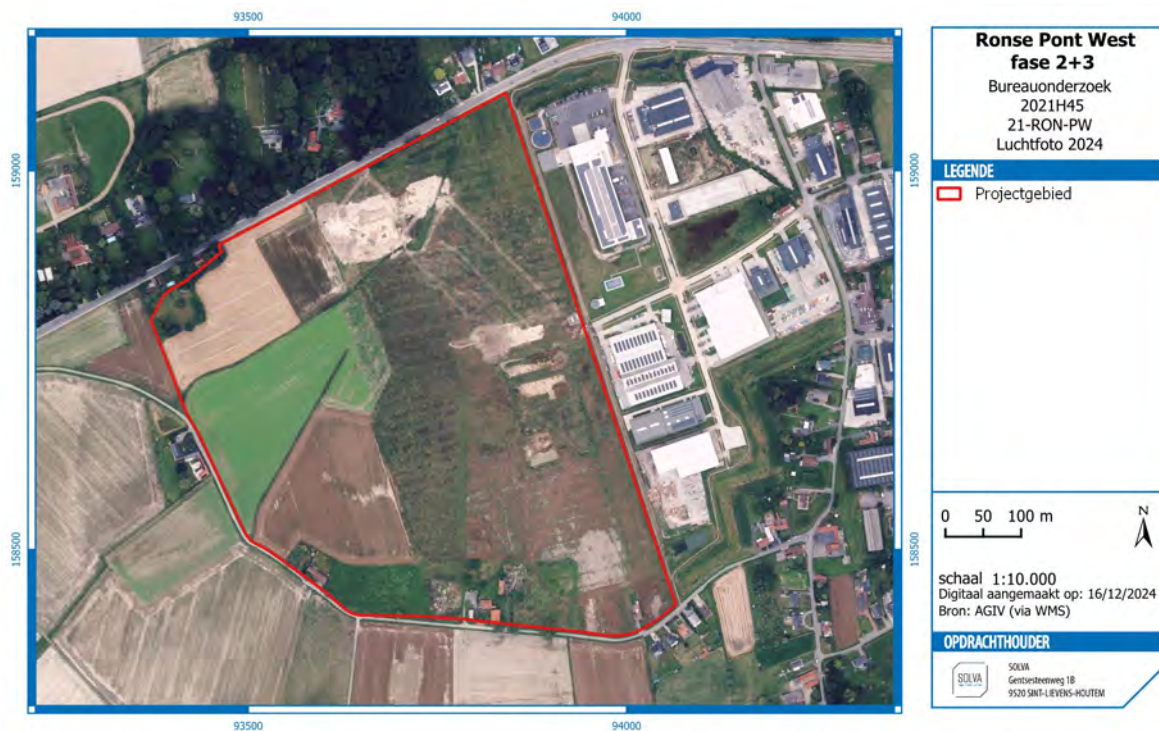 93500 94000
159000
158500
159000
158500
93500 94000
Ronse Pont West
fase 2+3
Bureauonderzoek
2021H45
21-RON-PW
Luchtfoto 2024
LEGENDE
Projectgebied
0 50 100 m
N
schaal 1:10.000
Digitaal aangemaakt op: 16/12/2024
Bron: AGIV (via WMS)
OPDRACHTHOUDER
SOLVA
SOLVA
Gentsesteenweg 1B
9520 SINT-LIEVENS-HOUTEM